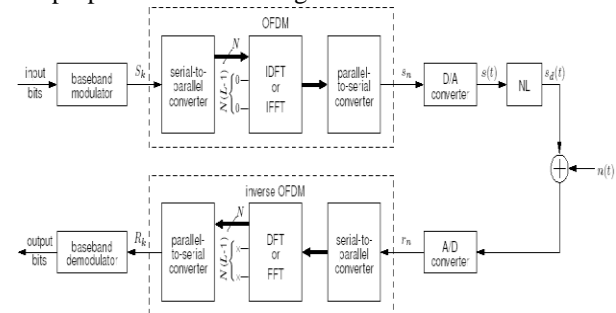 OFDM
input
bits
baseband
modulator
S_k
serial-to-
parallel
converter
N
N(L-1)
0
0
IDFT
or
IFFT
parallel-
to-serial
converter
s_n
D/A
converter
s(t)
NL
s_d(t)
n(t)
inverse OFDM
output
bits
baseband
demodulator
R_k
parallel-
to-serial
converter
N
N(L-1)
×
×
DFT
or
FFT
serial-to-
parallel
converter
r_n
A/D
converter